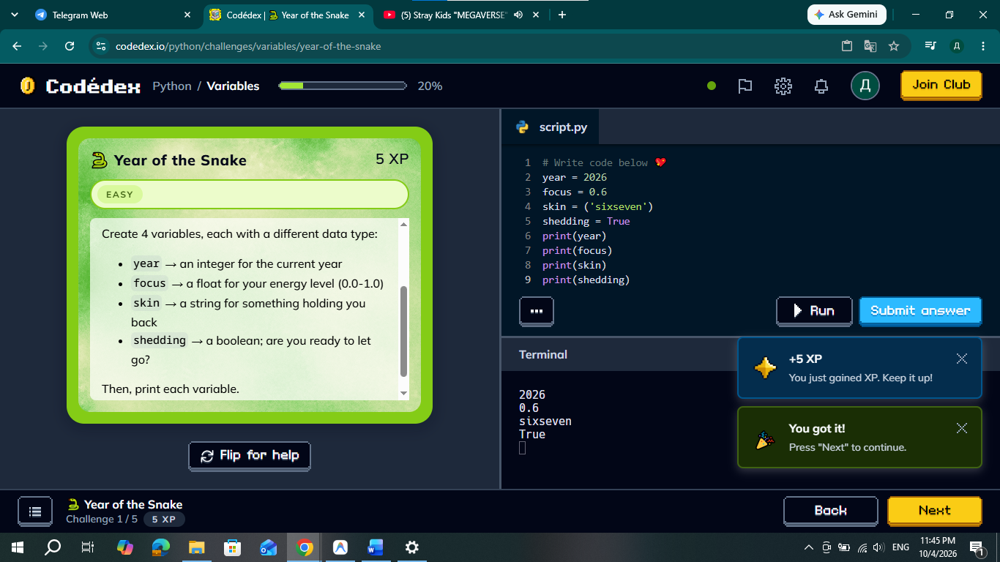 Telegram Web
Codédex | 🐍 Year of the Snake
(5) Stray Kids "MEGAVERSE"
Ask Gemini
codedex.io/python/challenges/variables/year-of-the-snake
Д
Codédex
Python / Variables
20%
Д
Join Club
Year of the Snake
5 XP
EASY
Create 4 variables, each with a different data type:
• year → an integer for the current year
• focus → a float for your energy level (0.0-1.0)
• skin → a string for something holding you
back
• shedding → a boolean; are you ready to let
go?
Then, print each variable.
Flip for help
script.py
1 # Write code below 💖
2 year = 2026
3 focus = 0.6
4 skin = ('sixseven')
5 shedding = True
6 print(year)
7 print(focus)
8 print(skin)
9 print(shedding)
...
Run
Submit answer
Terminal
2026
0.6
sixseven
True
+5 XP
You just gained XP. Keep it up!
You got it!
Press "Next" to continue.
Year of the Snake
Challenge 1 / 5
5 XP
Back
Next
ENG
11:45 PM
10/4/2026
1